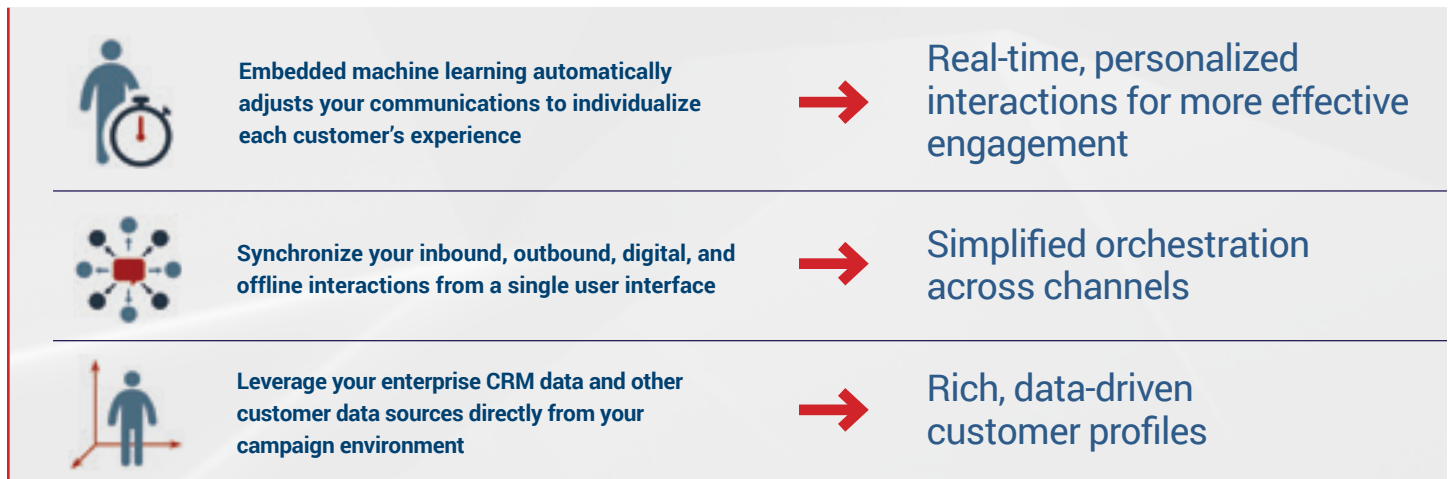 Embedded machine learning automatically
adjusts your communications to individualize
each customer's experience
Real-time, personalized
interactions for more effective
engagement
Synchronize your inbound, outbound, digital, and
offline interactions from a single user interface
Simplified orchestration
across channels
Leverage your enterprise CRM data and other
customer data sources directly from your
campaign environment
Rich, data-driven
customer profiles